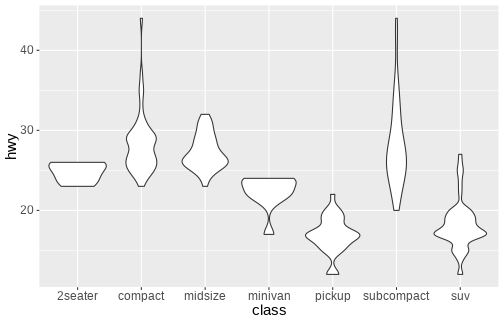 hwy
40
30
20
2seater compact midsize minivan pickup subcompact suv
class